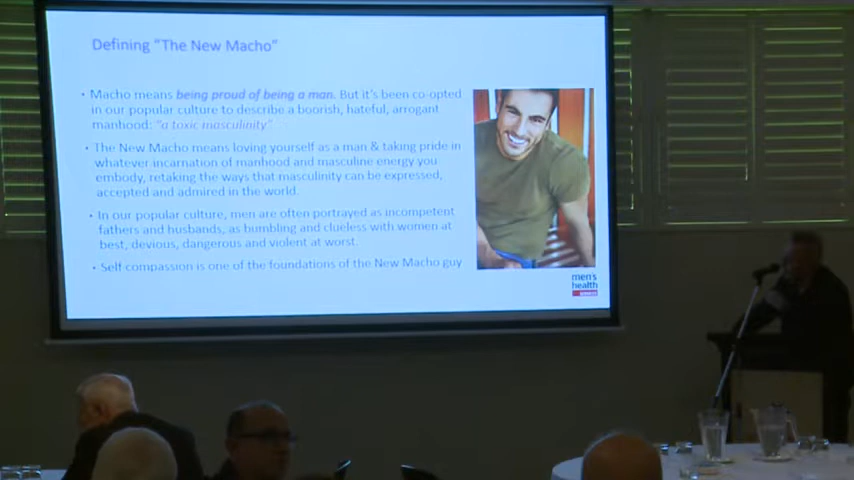 Defining "The New Macho"
• Macho means being proud of being a man. But it's been co-opted
in our popular culture to describe a boorish, hateful, arrogant
manhood: "a toxic masculinity"
• The New Macho means loving yourself as a man & taking pride in
whatever incarnation of manhood and masculine energy you
embody, retaking the ways that masculinity can be expressed,
accepted and admired in the world.
• In our popular culture, men are often portrayed as incompetent
fathers and husbands, as bumbling and clueless with women at
best, devious, dangerous and violent at worst.
• Self compassion is one of the foundations of the New Macho guy
men's
health